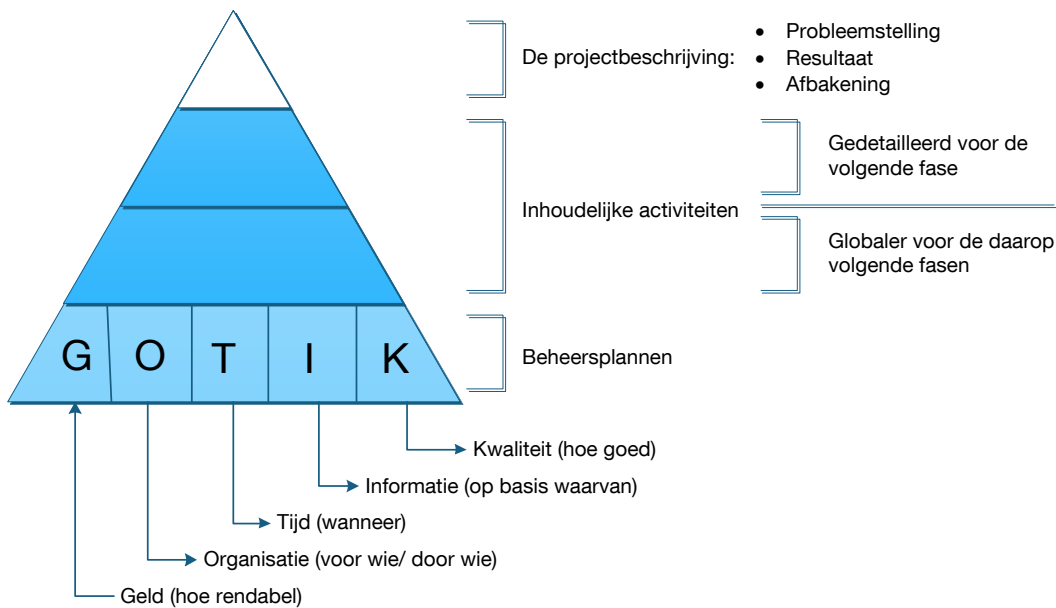 De projectbeschrijving:
• Probleemstelling
• Resultaat
• Afbakening
Inhoudelijke activiteiten
Gedetailleerd voor de
volgende fase
Globaler voor de daarop
volgende fasen
G O T I K
Beheersplannen
Kwaliteit (hoe goed)
Informatie (op basis waarvan)
Tijd (wanneer)
Organisatie (voor wie/ door wie)
Geld (hoe rendabel)